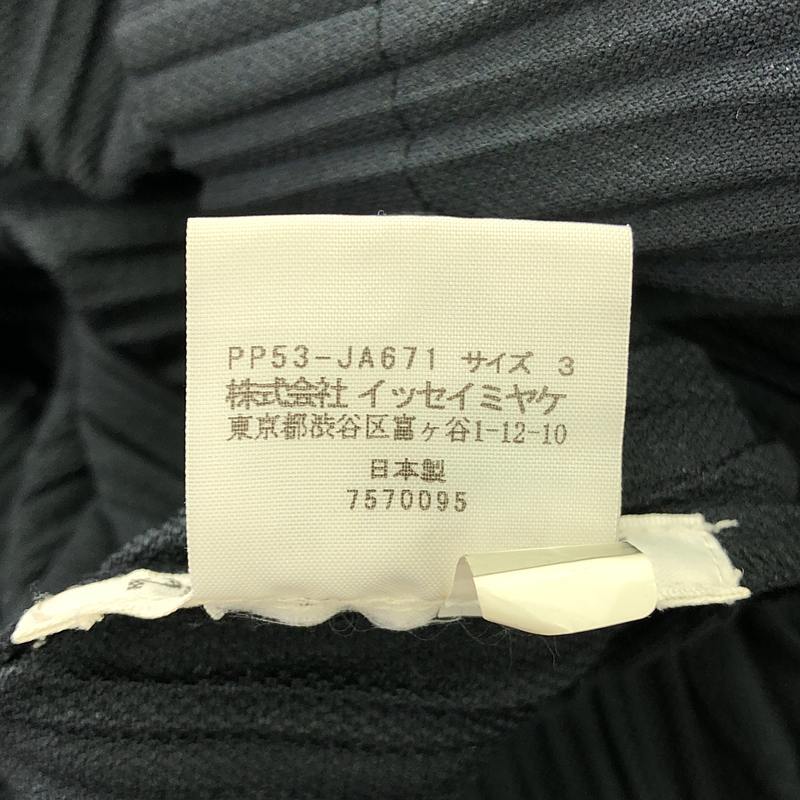 PP53-JA671 サイズ 3
株式会社 イッセイミヤケ
東京都渋谷区富ヶ谷1-12-10
日本製
7570095